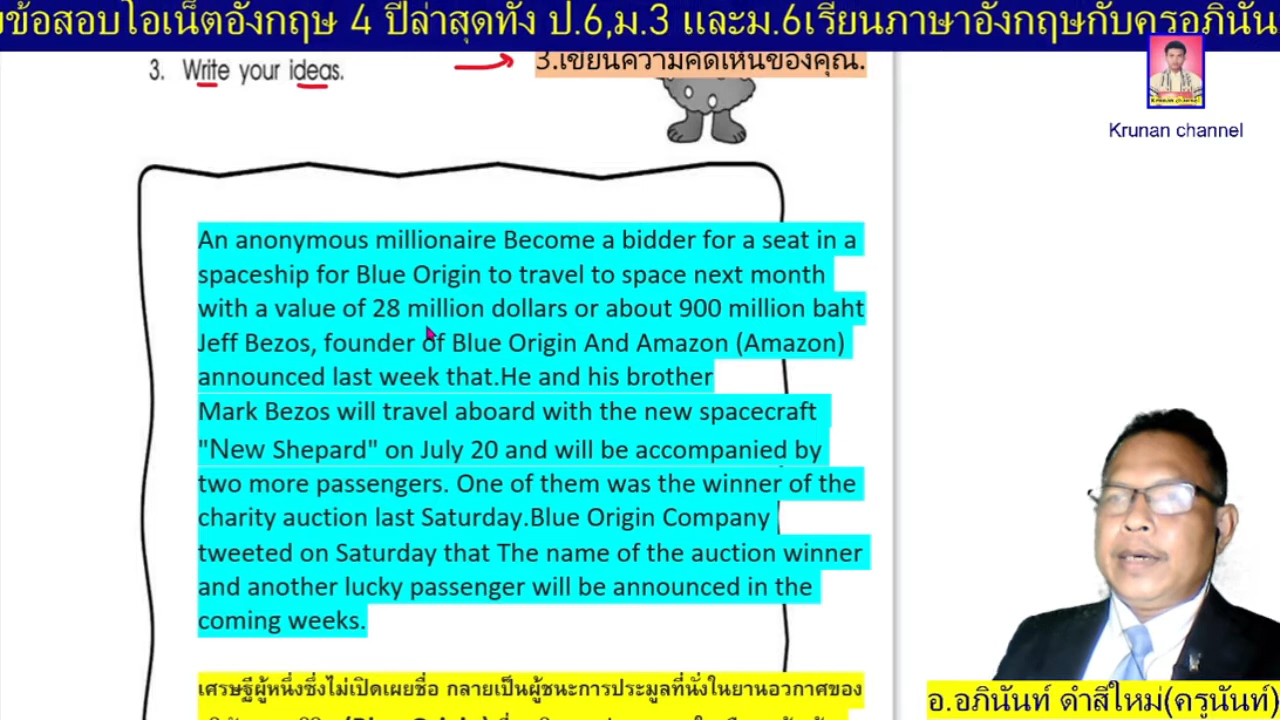 ข้อสอบโอเน็ตอังกฤษ 4 ปีล่าสุดทั้ง ป.6,ม.3 และม.6เรียนภาษาอังกฤษกับครูอภินัน
3. Write your ideas.
3.เขียนความคิดเห็นของคุณ.
Krunan channel
An anonymous millionaire Become a bidder for a seat in a
spaceship for Blue Origin to travel to space next month
with a value of 28 million dollars or about 900 million baht
Jeff Bezos, founder of Blue Origin And Amazon (Amazon)
announced last week that.He and his brother
Mark Bezos will travel aboard with the new spacecraft
"New Shepard" on July 20 and will be accompanied by
two more passengers. One of them was the winner of the
charity auction last Saturday.Blue Origin Company
tweeted on Saturday that The name of the auction winner
and another lucky passenger will be announced in the
coming weeks.
เศรษฐีผู้หนึ่งซึ่งไม่เปิดเผยชื่อ กลายเป็นผู้ชนะการประมูลที่นั่งในยานอวกาศของ
(Blue Origin)
อ.อภินันท์ ดำสีใหม่(ครูนันท์)